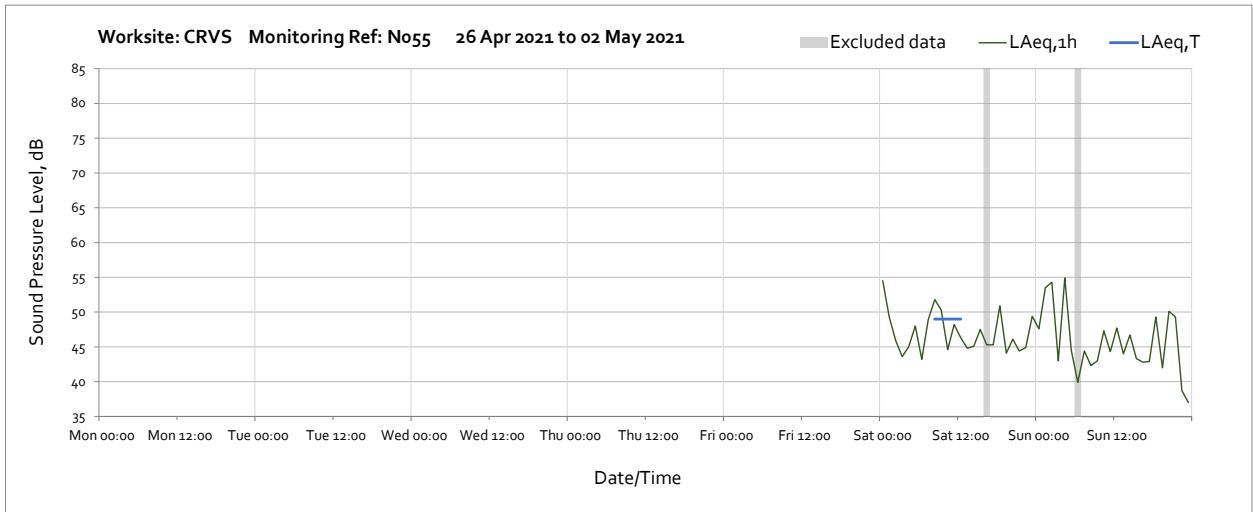 Worksite: CRVS Monitoring Ref: N055 26 Apr 2021 to 02 May 2021
Excluded data LAeq,1h LAeq,T
85
80
75
70
65
60
55
50
45
40
35
Sound Pressure Level, dB
Mon 00:00 Mon 12:00 Tue 00:00 Tue 12:00 Wed 00:00 Wed 12:00 Thu 00:00 Thu 12:00 Fri 00:00 Fri 12:00 Sat 00:00 Sat 12:00 Sun 00:00 Sun 12:00
Date/Time